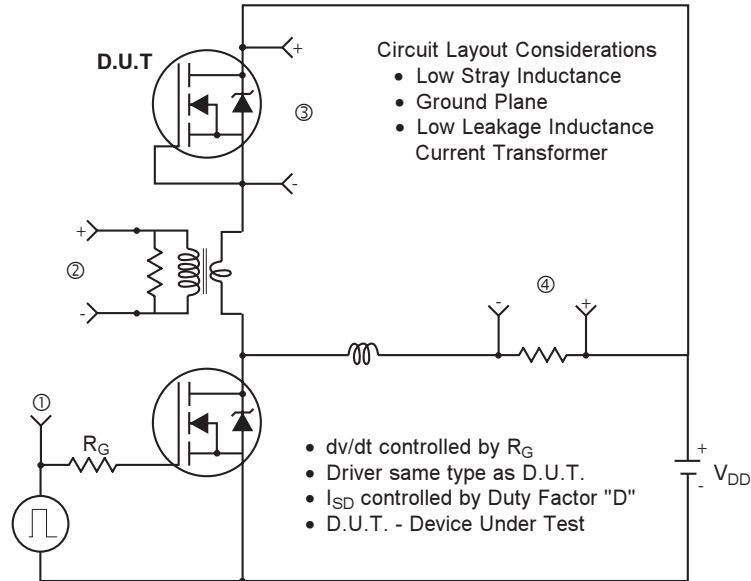 D.U.T
+
③
-
Circuit Layout Considerations
• Low Stray Inductance
• Ground Plane
• Low Leakage Inductance
Current Transformer
+
②
-
④
-
+
①
R_G
• dv/dt controlled by R_G
• Driver same type as D.U.T.
• I_SD controlled by Duty Factor "D"
• D.U.T. - Device Under Test
+
-
V_DD